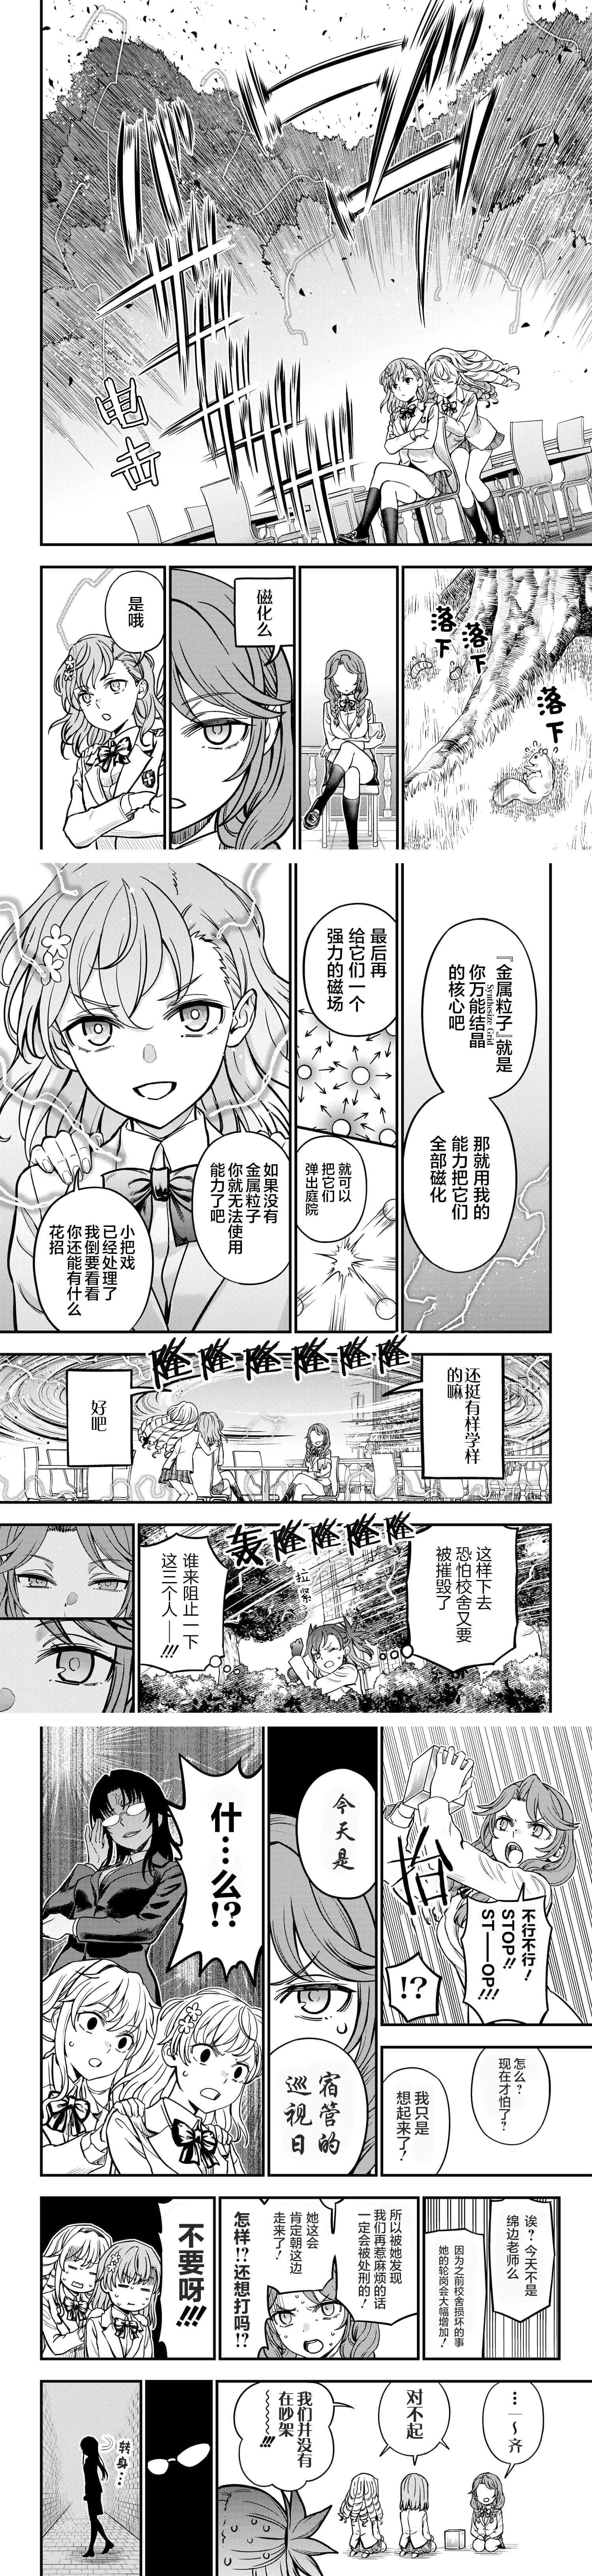 电击
落下
落下
落下
磁化么
是哦
『金属粒子』就是
你万能结晶
Synthesize Grid
的核心吧
那就用我的
能力把它们
全部磁化
最后再
给它们一个
强力的磁场
就可以
把它们
弹出庭院
如果没有
金属粒子
你就无法使用
能力了吧
小把戏
已经处理了
我倒要看看
你还能有什么
花招
隆隆隆隆隆隆
还挺有样学样
的嘛
好吧
轰隆隆隆隆
这样下去
恐怕校舍又要
被摧毁了
拉紧
谁来阻止一下
这三个人——!!!
不行不行!
STOP!!
ST——OP!!
!?
怎么?
现在才怕了?
我只是
想起来了!
今天是
宿管的
巡视日
什…么!?
诶?今天不是
绵边老师么
因为之前校舍损坏的事
她的轮岗会大幅增加!
所以被她发现
我们再惹麻烦的话
一定会被处刑的!
她这会
肯定朝这边
走来了!
怎样!?还想打吗!?
不要呀!!!
…一～齐
对不起
我们并没有
在吵架
～～～～!!!
转身…